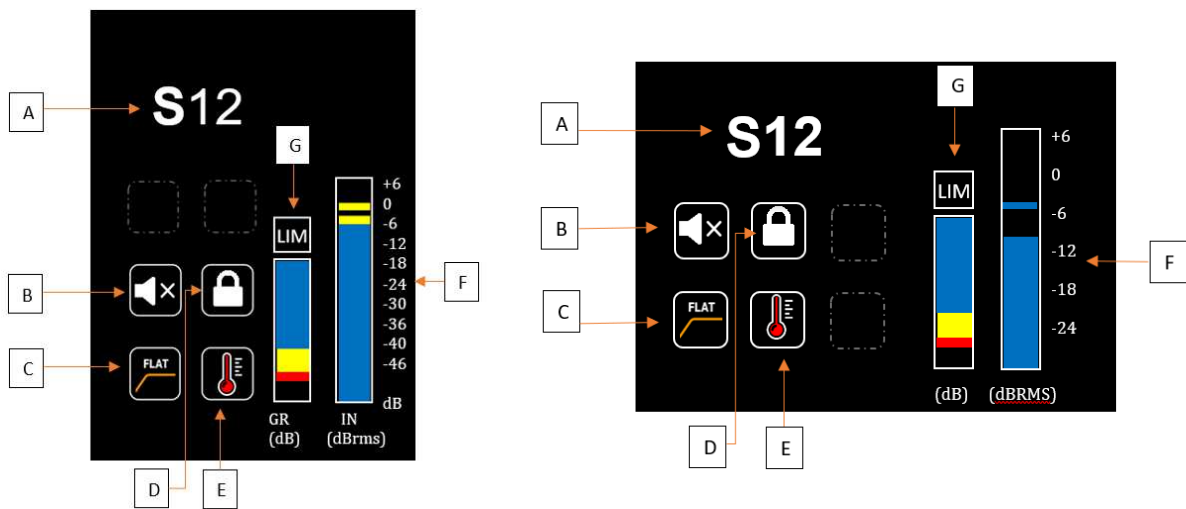 A
S12
G
LIM
+6
0
-6
-12
-18
-24
-30
-36
-40
-46
dB
B
F
C
FLAT
GR
(dB)
IN
(dBrms)
D
E
A
S12
G
LIM
+6
0
-6
-12
-18
-24
B
F
C
FLAT
(dB)
(dBRMS)
D
E